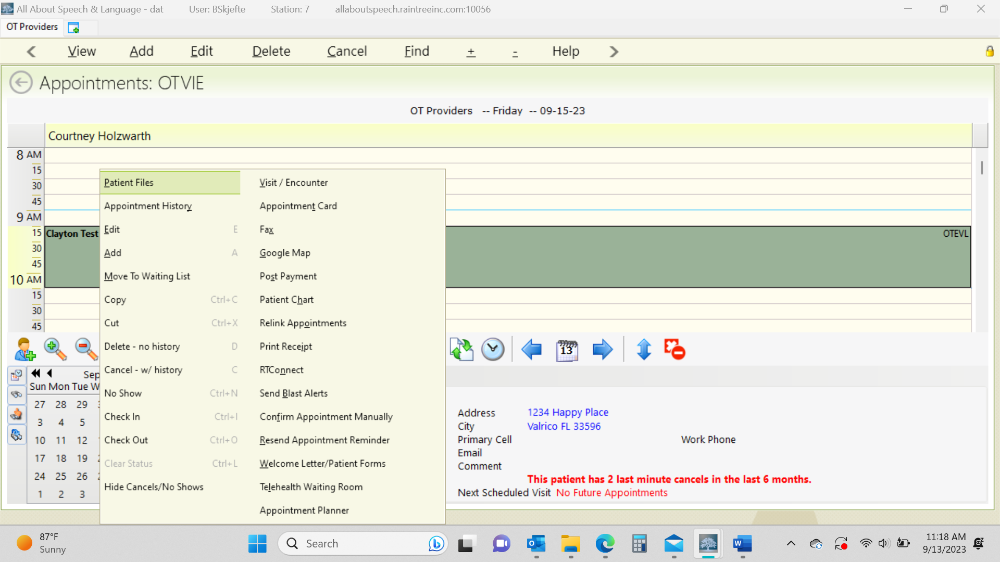 All About Speech & Language - dat User: BSkjefte Station: 7 allaboutspeech.raintreeinc.com:10056
OT Providers
View Add Edit Delete Cancel Find + - Help
Appointments: OTVIE
OT Providers -- Friday -- 09-15-23
Courtney Holzwarth
8 AM
15
30
45
9 AM
15
30
45
10 AM
15
30
45
Clayton Test
OTEVL
Patient Files
Appointment History
Edit E
Add A
Move To Waiting List
Copy Ctrl+C
Cut Ctrl+X
Delete - no history D
Cancel - w/ history C
No Show Ctrl+N
Check In Ctrl+I
Check Out Ctrl+O
Clear Status Ctrl+L
Hide Cancels/No Shows
Visit / Encounter
Appointment Card
Fax
Google Map
Post Payment
Patient Chart
Relink Appointments
Print Receipt
RTConnect
Send Blast Alerts
Confirm Appointment Manually
Resend Appointment Reminder
Welcome Letter/Patient Forms
Telehealth Waiting Room
Appointment Planner
13
Sep
Sun Mon Tue W
27 28 29
3 4 5
10 11 12
17 18 19
24 25 26
1 2 3
Address 1234 Happy Place
City Valrico FL 33596
Primary Cell Work Phone
Email
Comment
This patient has 2 last minute cancels in the last 6 months.
Next Scheduled Visit No Future Appointments
87°F
Sunny
Search
11:18 AM
9/13/2023